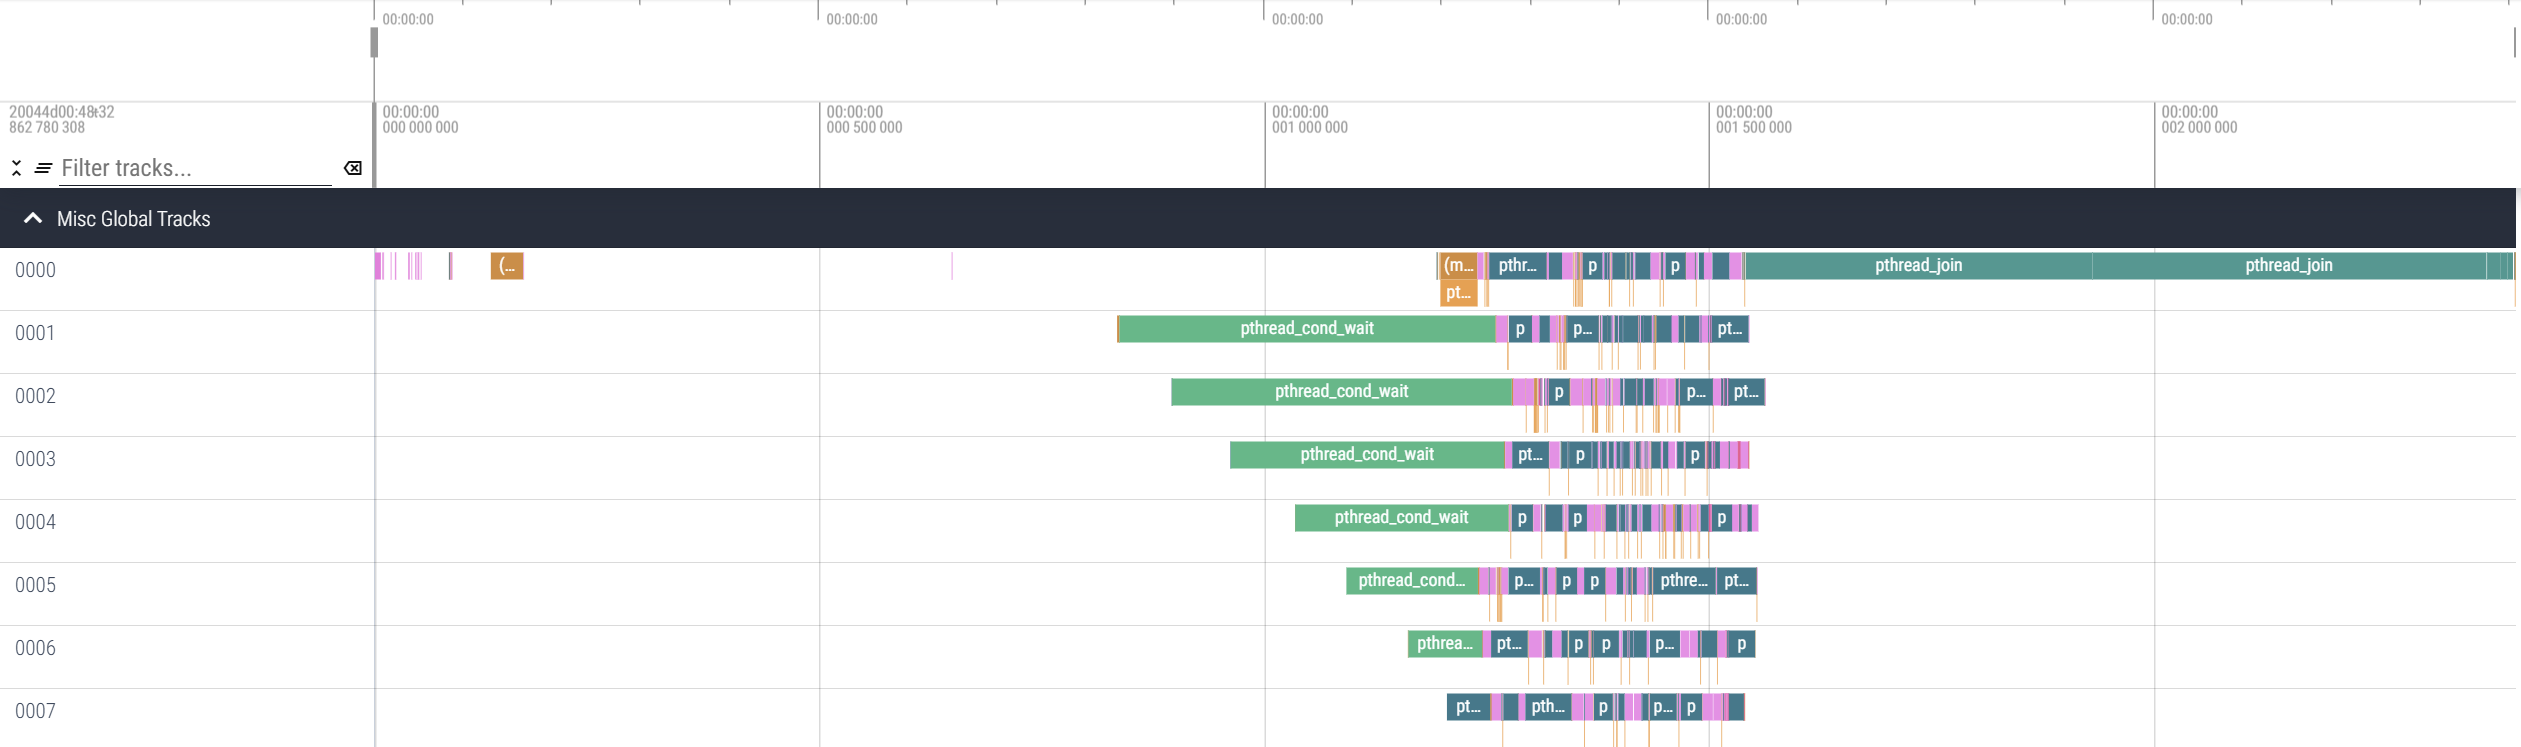 00:00:00 00:00:00 00:00:00 00:00:00 00:00:00
20044d00:48:32 00:00:00 00:00:00 00:00:00 00:00:00 00:00:00
862 780 308 000 000 000 000 500 000 001 000 000 001 500 000 002 000 000
Filter tracks...
Misc Global Tracks
0000 (... (m... pthr... p p pthread_join pthread_join
pt...
0001 pthread_cond_wait p p... pt...
0002 pthread_cond_wait p p... pt...
0003 pthread_cond_wait pt... p p
0004 pthread_cond_wait p p p
0005 pthread_cond... p... p p pthre... pt...
0006 pthrea... pt... p p p... p
0007 pt... pth... p p... p